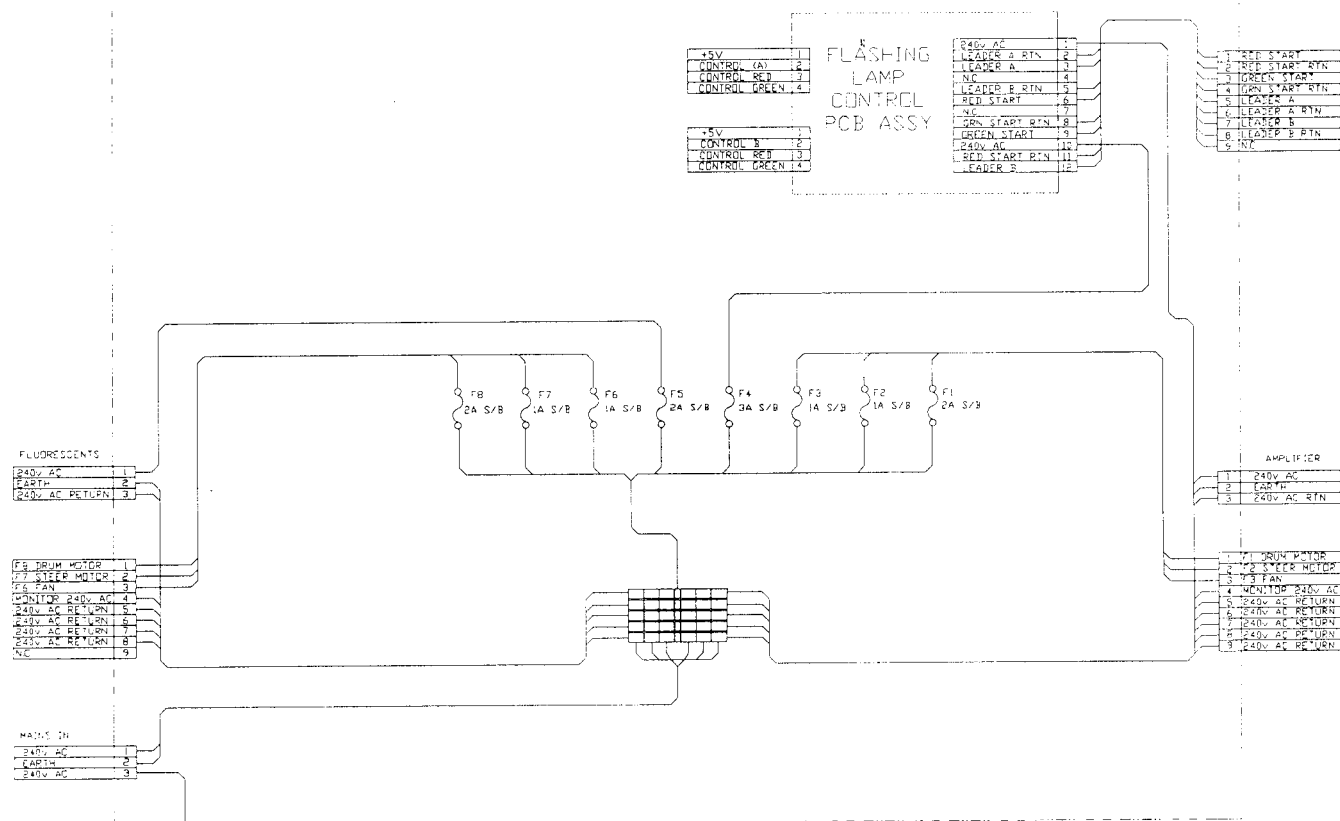 +5V 1
CONTROL (A) 2
CONTROL RED 3
CONTROL GREEN 4
+5V 1
CONTROL B 2
CONTROL RED 3
CONTROL GREEN 4
FLASHING
LAMP
CONTROL
PCB ASSY
240v AC 1
LEADER A RTN 2
LEADER A 3
N.C 4
LEADER B RTN 5
RED START 6
N.C 7
GRN START RTN 8
GREEN START 9
240v AC 10
RED START RTN 11
LEADER B 12
1 RED START
2 RED START RTN
3 GREEN START
4 GRN START RTN
5 LEADER A
6 LEADER A RTN
7 LEADER B
8 LEADER B RTN
9 N.C
F8
2A S/B
F7
1A S/B
F6
1A S/B
F5
2A S/B
F4
3A S/B
F3
1A S/B
F2
1A S/B
F1
2A S/B
FLUORESCENTS
240v AC 1
EARTH 2
240v AC RETURN 3
F8 DRUM MOTOR 1
F7 STEER MOTOR 2
F6 FAN 3
MONITOR 240v AC 4
240v AC RETURN 5
240v AC RETURN 6
240v AC RETURN 7
240v AC RETURN 8
N.C 9
MAINS IN
240v AC 1
EARTH 2
240v AC 3
AMPLIFIER
1 240v AC
2 EARTH
3 240v AC RTN
1 F1 DRUM MOTOR
2 F2 STEER MOTOR
3 F3 FAN
4 MONITOR 240v AC
5 240v AC RETURN
6 240v AC RETURN
7 240v AC RETURN
8 240v AC RETURN
9 240v AC RETURN